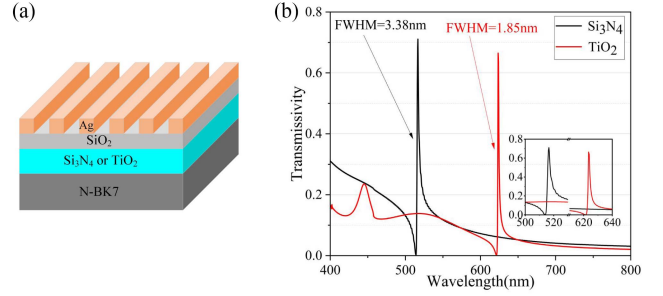 (a)
Ag
SiO₂
Si₃N₄ or TiO₂
N-BK7
(b)
FWHM=3.38nm
FWHM=1.85nm
Si₃N₄
TiO₂
Transmissivity
0.8
0.6
0.4
0.2
0.0
400 500 600 700 800
Wavelength(nm)
0.8
0.6
0.4
0.2
0.0
500 520 620 640